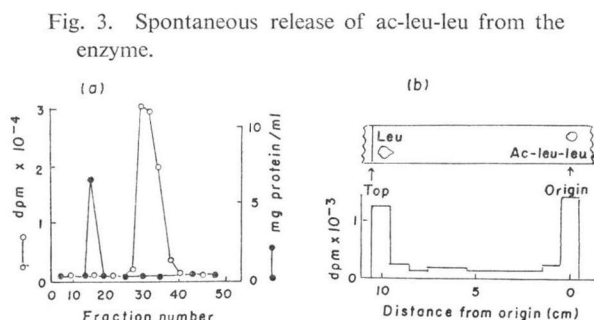 Fig. 3. Spontaneous release of ac-leu-leu from the
enzyme.
(a)
3
2
1
0
dpm × 10⁻⁴
10
5
0
mg protein/ml
10 20 30 40 50
Fraction number
(b)
Leu
Ac-leu-leu
Top
Origin
1
0
dpm×10⁻³
10 5 0
Distance from origin (cm)